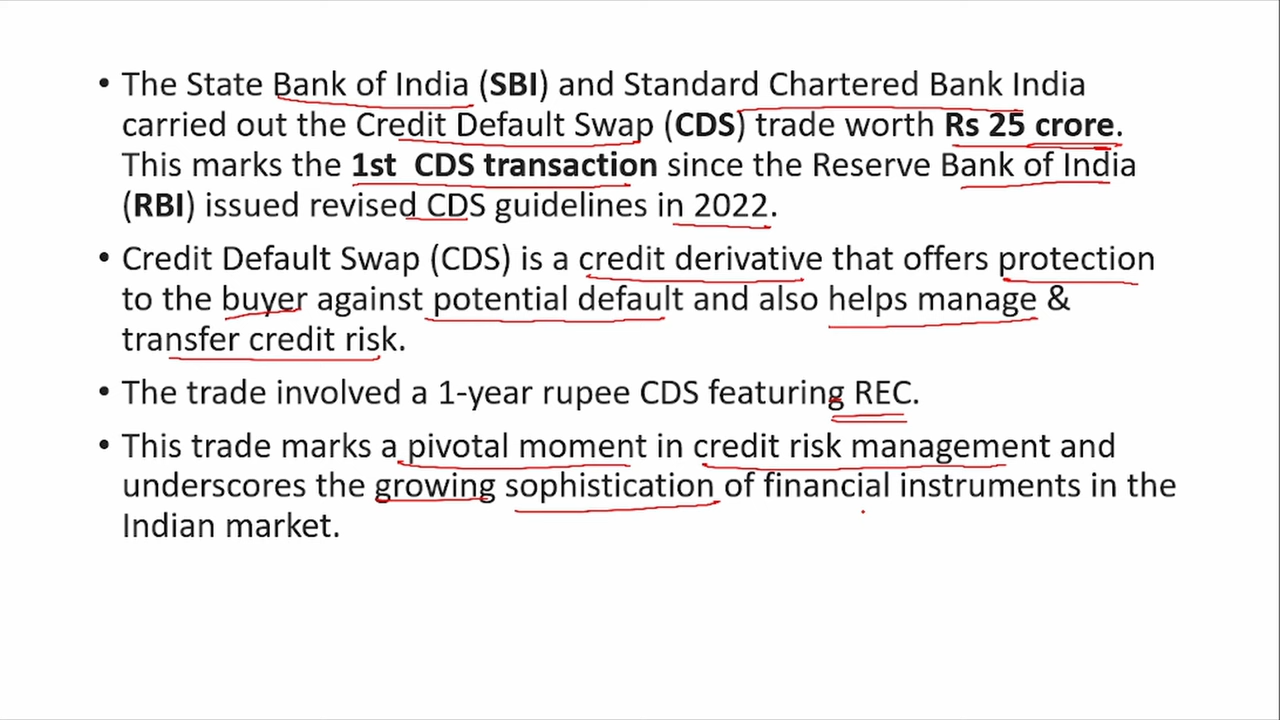 • The State Bank of India (SBI) and Standard Chartered Bank India
carried out the Credit Default Swap (CDS) trade worth Rs 25 crore.
This marks the 1st  CDS transaction since the Reserve Bank of India
(RBI) issued revised CDS guidelines in 2022.
• Credit Default Swap (CDS) is a credit derivative that offers protection
to the buyer against potential default and also helps manage &
transfer credit risk.
• The trade involved a 1-year rupee CDS featuring REC.
• This trade marks a pivotal moment in credit risk management and
underscores the growing sophistication of financial instruments in the
Indian market.